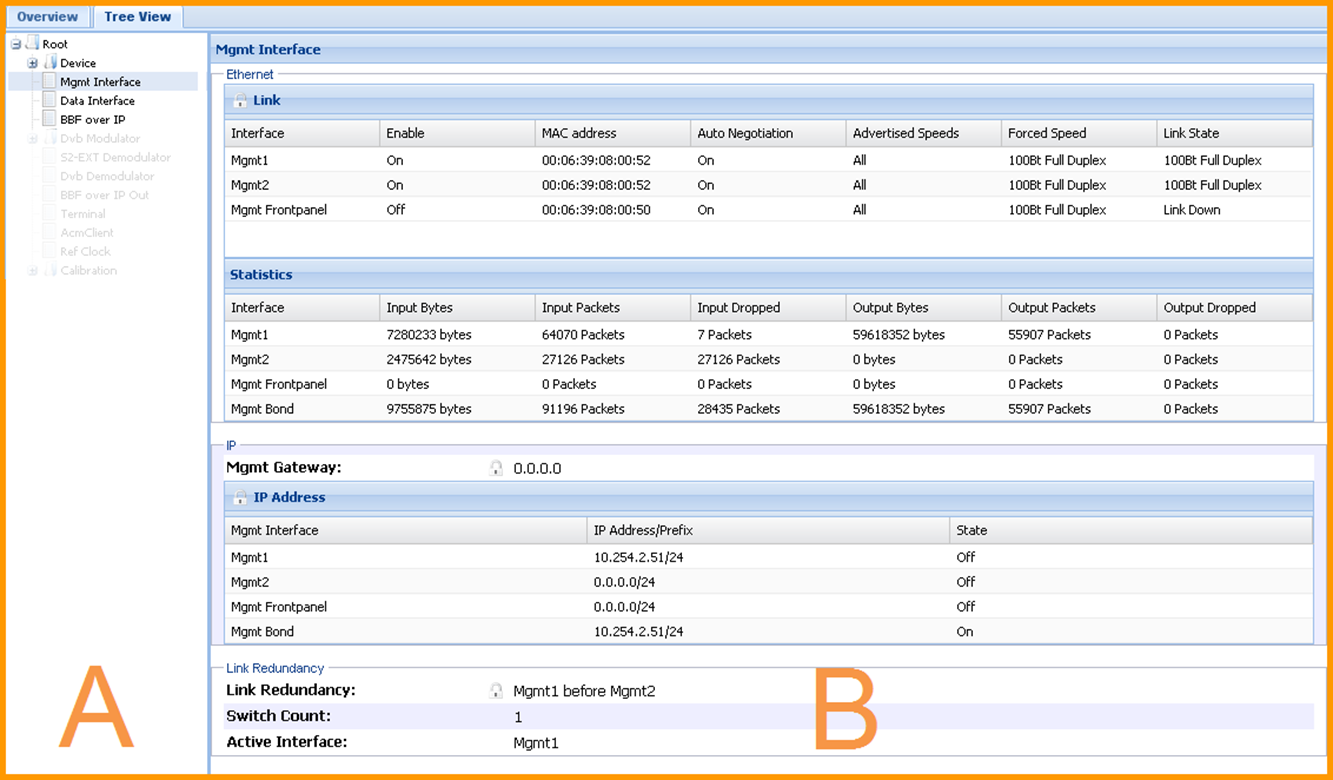 Overview Tree View
Root
Device
Mgmt Interface
Data Interface
BBF over IP
Dvb Modulator
S2-EXT Demodulator
Dvb Demodulator
BBF over IP Out
Terminal
AcmClient
Ref Clock
Calibration
A
Mgmt Interface
Ethernet
Link
Interface Enable MAC address Auto Negotiation Advertised Speeds Forced Speed Link State
Mgmt1 On 00:06:39:08:00:52 On All 100Bt Full Duplex 100Bt Full Duplex
Mgmt2 On 00:06:39:08:00:52 On All 100Bt Full Duplex 100Bt Full Duplex
Mgmt Frontpanel Off 00:06:39:08:00:50 On All 100Bt Full Duplex Link Down
Statistics
Interface Input Bytes Input Packets Input Dropped Output Bytes Output Packets Output Dropped
Mgmt1 7280233 bytes 64070 Packets 7 Packets 59618352 bytes 55907 Packets 0 Packets
Mgmt2 2475642 bytes 27126 Packets 27126 Packets 0 bytes 0 Packets 0 Packets
Mgmt Frontpanel 0 bytes 0 Packets 0 Packets 0 bytes 0 Packets 0 Packets
Mgmt Bond 9755875 bytes 91196 Packets 28435 Packets 59618352 bytes 55907 Packets 0 Packets
IP
Mgmt Gateway: 0.0.0.0
IP Address
Mgmt Interface IP Address/Prefix State
Mgmt1 10.254.2.51/24 Off
Mgmt2 0.0.0.0/24 Off
Mgmt Frontpanel 0.0.0.0/24 Off
Mgmt Bond 10.254.2.51/24 On
Link Redundancy
Link Redundancy: Mgmt1 before Mgmt2
Switch Count: 1
Active Interface: Mgmt1
B